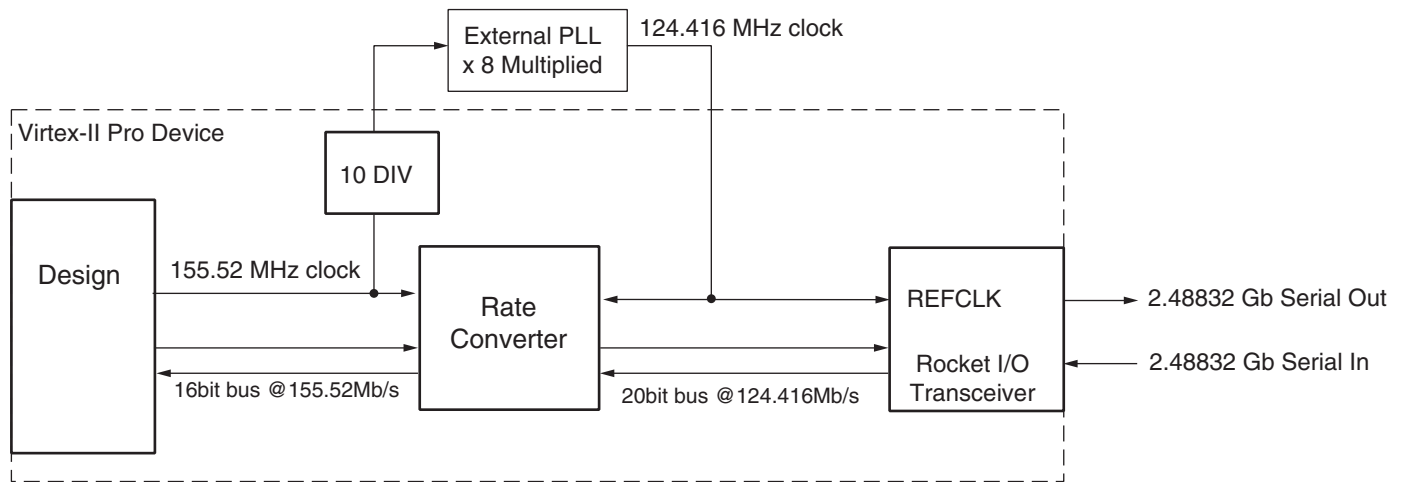 External PLL
x 8 Multiplied
124.416 MHz clock
Virtex-II Pro Device
10 DIV
Design
155.52 MHz clock
Rate
Converter
REFCLK
Rocket I/O
Transceiver
2.48832 Gb Serial Out
2.48832 Gb Serial In
16bit bus @155.52Mb/s
20bit bus @124.416Mb/s